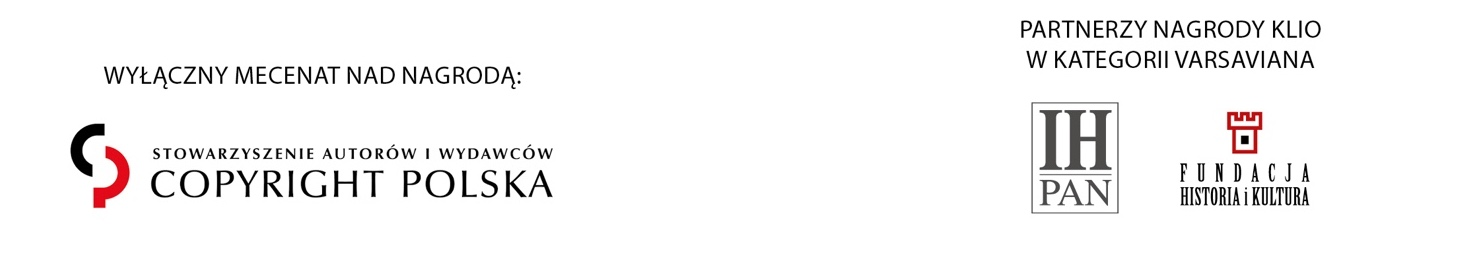 WYŁĄCZNY MECENAT NAD NAGRODĄ:
STOWARZYSZENIE AUTORÓW I WYDAWCÓW
COPYRIGHT POLSKA
PARTNERZY NAGRODY KLIO
W KATEGORII VARSAVIANA
IH
PAN
FUNDACJA
HISTORIA i KULTURA